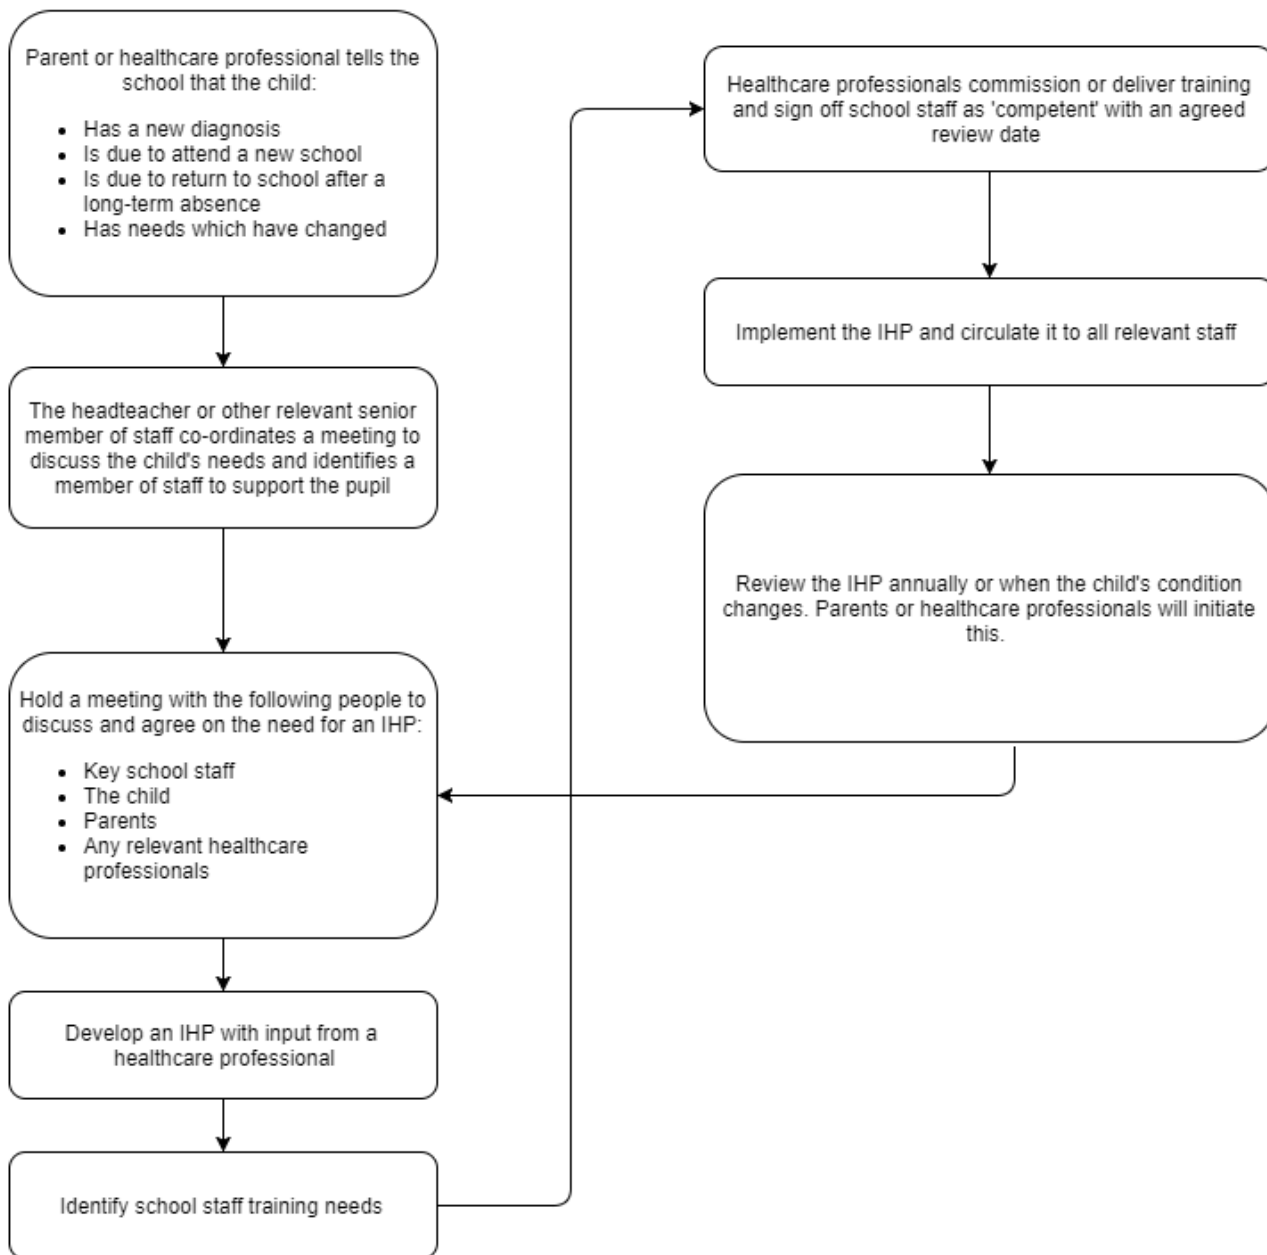 Parent or healthcare professional tells the
school that the child:
• Has a new diagnosis
• Is due to attend a new school
• Is due to return to school after a
long-term absence
• Has needs which have changed
The headteacher or other relevant senior
member of staff co-ordinates a meeting to
discuss the child's needs and identifies a
member of staff to support the pupil
Hold a meeting with the following people to
discuss and agree on the need for an IHP:
• Key school staff
• The child
• Parents
• Any relevant healthcare
professionals
Develop an IHP with input from a
healthcare professional
Identify school staff training needs
Healthcare professionals commission or deliver training
and sign off school staff as 'competent' with an agreed
review date
Implement the IHP and circulate it to all relevant staff
Review the IHP annually or when the child's condition
changes. Parents or healthcare professionals will initiate
this.